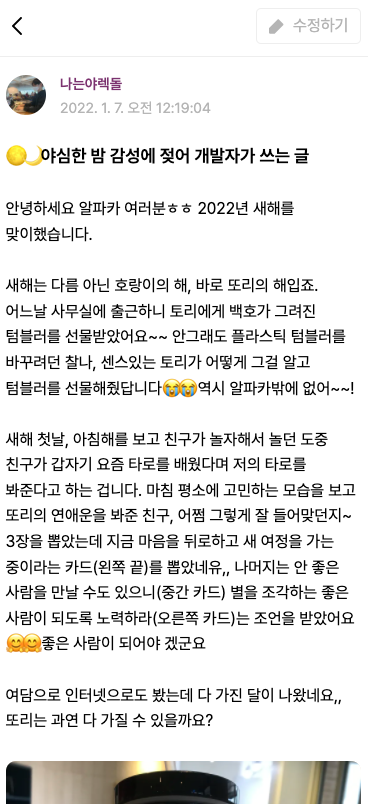 수정하기
나는야렉돌
2022. 1. 7. 오전 12:19:04
🌕🌙야심한 밤 감성에 젖어 개발자가 쓰는 글
안녕하세요 알파카 여러분ㅎㅎ 2022년 새해를
맞이했습니다.
새해는 다름 아닌 호랑이의 해, 바로 또리의 해입죠.
어느날 사무실에 출근하니 토리에게 백호가 그려진
텀블러를 선물받았어요~~ 안그래도 플라스틱 텀블러를
바꾸려던 찰나, 센스있는 토리가 어떻게 그걸 알고
텀블러를 선물해줬답니다😭😭역시 알파카밖에 없어~~!
새해 첫날, 아침해를 보고 친구가 놀자해서 놀던 도중
친구가 갑자기 요즘 타로를 배웠다며 저의 타로를
봐준다고 하는 겁니다. 마침 평소에 고민하는 모습을 보고
또리의 연애운을 봐준 친구, 어쩜 그렇게 잘 들어맞던지~
3장을 뽑았는데 지금 마음을 뒤로하고 새 여정을 가는
중이라는 카드(왼쪽 끝)를 뽑았네유,, 나머지는 안 좋은
사람을 만날 수도 있으니(중간 카드) 별을 조각하는 좋은
사람이 되도록 노력하라(오른쪽 카드)는 조언을 받았어요
🤗🤗좋은 사람이 되어야 겠군요
여담으로 인터넷으로도 봤는데 다 가진 달이 나왔네요,,
또리는 과연 다 가질 수 있을까요?